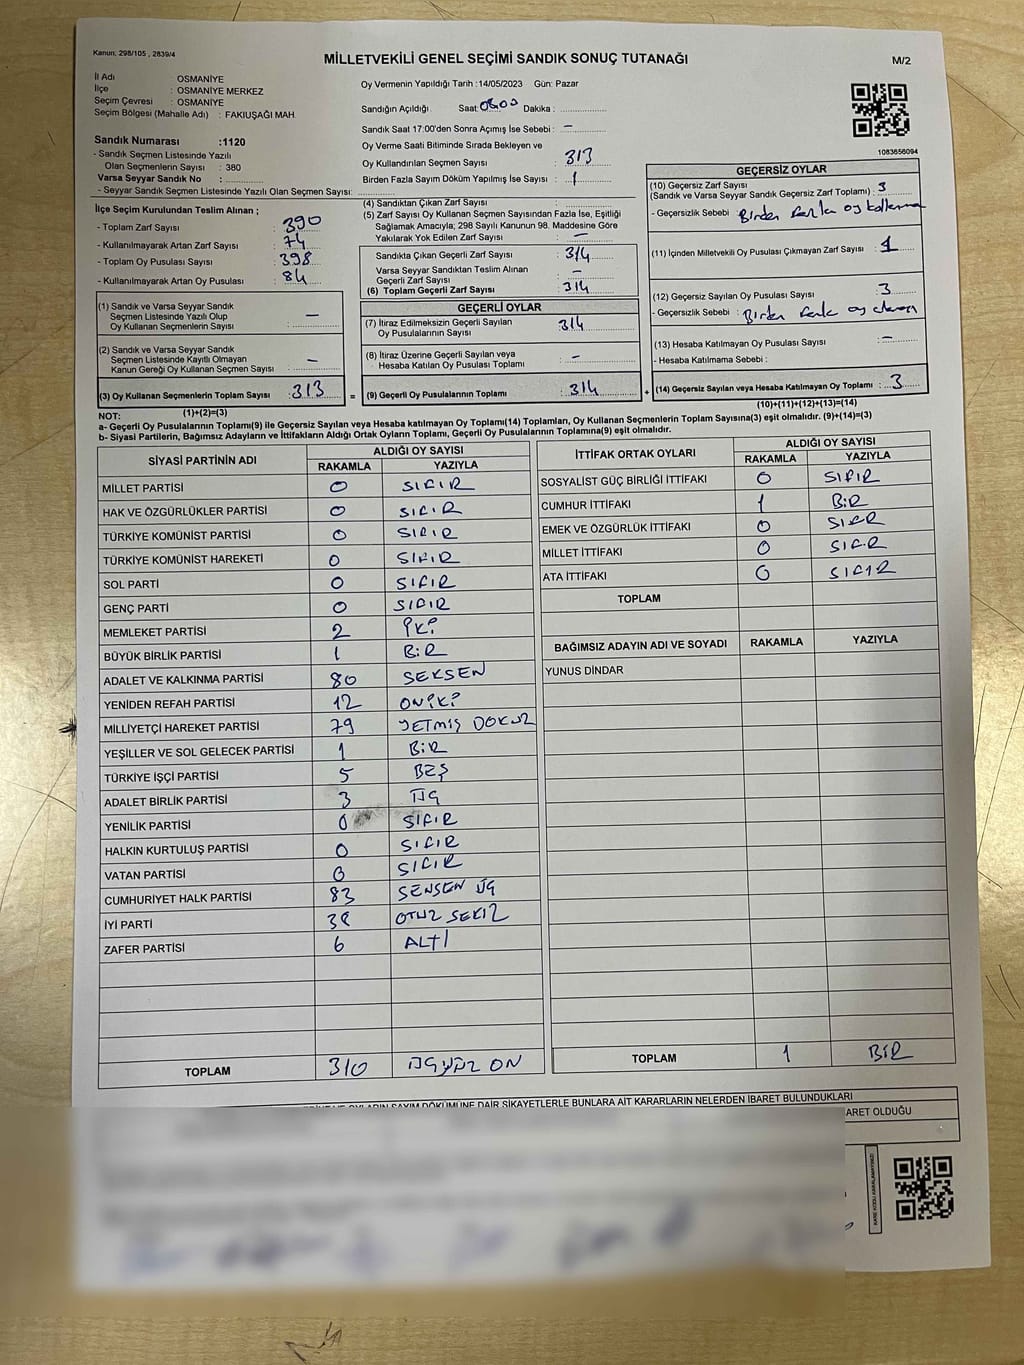 Kanun: 298/105 , 2839/4
MİLLETVEKİLİ GENEL SEÇİMİ SANDIK SONUÇ TUTANAĞI
M/2
İl Adı : OSMANİYE
İlçe : OSMANİYE MERKEZ
Seçim Çevresi : OSMANİYE
Seçim Bölgesi (Mahalle Adı) : FAKIUŞAĞI MAH.
Sandık Numarası :1120
- Sandık Seçmen Listesinde Yazılı
Olan Seçmenlerin Sayısı : 380
Varsa Seyyar Sandık No :
- Seyyar Sandık Seçmen Listesinde Yazılı Olan Seçmen Sayısı:
Oy Vermenin Yapıldığı Tarih :14/05/2023 Gün: Pazar
Sandığın Açıldığı Saat 08:00 Dakika :
Sandık Saat 17:00'den Sonra Açımış İse Sebebi : —
Oy Verme Saati Bitiminde Sırada Bekleyen ve
Oy Kullandırılan Seçmen Sayısı : 313
Birden Fazla Sayım Döküm Yapılmış İse Sayısı : 1
1083656094
İlçe Seçim Kurulundan Teslim Alınan ;
- Toplam Zarf Sayısı : 390
- Kullanılmayarak Artan Zarf Sayısı : 74
- Toplam Oy Pusulası Sayısı : 398
- Kullanılmayarak Artan Oy Pusulası : 84
(1) Sandık ve Varsa Seyyar Sandık
Seçmen Listesinde Yazılı Olup
Oy Kullanan Seçmenlerin Sayısı : —
(2) Sandık ve Varsa Seyyar Sandık
Seçmen Listesinde Kayıtlı Olmayan
Kanun Gereği Oy Kullanan Seçmen Sayısı : —
(3) Oy Kullanan Seçmenlerin Toplam Sayısı : 313
(1)+(2)=(3)
(4) Sandıktan Çıkan Zarf Sayısı :
(5) Zarf Sayısı Oy Kullanan Seçmen Sayısından Fazla İse, Eşitliği
Sağlamak Amacıyla; 298 Sayılı Kanunun 98. Maddesine Göre
Yakılarak Yok Edilen Zarf Sayısı : —
Sandıkta Çıkan Geçerli Zarf Sayısı : 314
Varsa Seyyar Sandıktan Teslim Alınan
Geçerli Zarf Sayısı : —
(6) Toplam Geçerli Zarf Sayısı : 314
GEÇERLİ OYLAR
(7) İtiraz Edilmeksizin Geçerli Sayılan
Oy Pusulalarının Sayısı : 314
(8) İtiraz Üzerine Geçerli Sayılan veya
Hesaba Katılan Oy Pusulası Toplamı : —
= (9) Geçerli Oy Pusulalarının Toplamı : 314
GEÇERSİZ OYLAR
(10) Geçersiz Zarf Sayısı
(Sandık ve Varsa Seyyar Sandık Geçersiz Zarf Toplamı) : 3
- Geçersizlik Sebebi : Birden fazla oy kullanma
(11) İçinden Milletvekili Oy Pusulası Çıkmayan Zarf Sayısı : 1
(12) Geçersiz Sayılan Oy Pusulası Sayısı : 3
- Geçersizlik Sebebi : Birden fazla oy
(13) Hesaba Katılmayan Oy Pusulası Sayısı : —
- Hesaba Katılmama Sebebi :
+ (14) Geçersiz Sayılan veya Hesaba Katılmayan Oy Toplamı : 3
(10)+(11)+(12)+(13)=(14)
NOT:
a- Geçerli Oy Pusulalarının Toplamı(9) ile Geçersiz Sayılan veya Hesaba katılmayan Oy Toplamı(14) Toplamları, Oy Kullanan Seçmenlerin Toplam Sayısına(3) eşit olmalıdır. (9)+(14)=(3)
b- Siyasi Partilerin, Bağımsız Adayların ve İttifakların Aldığı Ortak Oyların Toplamı, Geçerli Oy Pusulalarının Toplamına(9) eşit olmalıdır.
SİYASİ PARTİNİN ADI ALDIĞI OY SAYISI
RAKAMLA YAZIYLA
MİLLET PARTİSİ 0 SIFIR
HAK VE ÖZGÜRLÜKLER PARTİSİ 0 SIFIR
TÜRKİYE KOMÜNİST PARTİSİ 0 SIFIR
TÜRKİYE KOMÜNİST HAREKETİ 0 SIFIR
SOL PARTİ 0 SIFIR
GENÇ PARTİ 0 SIFIR
MEMLEKET PARTİSİ 2 İKİ
BÜYÜK BİRLİK PARTİSİ 1 BİR
ADALET VE KALKINMA PARTİSİ 80 SEKSEN
YENİDEN REFAH PARTİSİ 12 ONİKİ
MİLLİYETÇİ HAREKET PARTİSİ 79 YETMİŞ DOKUZ
YEŞİLLER VE SOL GELECEK PARTİSİ 1 BİR
TÜRKİYE İŞÇİ PARTİSİ 5 BEŞ
ADALET BİRLİK PARTİSİ 3 ÜÇ
YENİLİK PARTİSİ 0 SIFIR
HALKIN KURTULUŞ PARTİSİ 0 SIFIR
VATAN PARTİSİ 0 SIFIR
CUMHURİYET HALK PARTİSİ 83 SENSEN ÜÇ
İYİ PARTİ 38 OTUZ SEKİZ
ZAFER PARTİSİ 6 ALTI
TOPLAM 310 ÜÇYÜZ ON
İTTİFAK ORTAK OYLARI ALDIĞI OY SAYISI
RAKAMLA YAZIYLA
SOSYALİST GÜÇ BİRLİĞİ İTTİFAKI 0 SIFIR
CUMHUR İTTİFAKI 1 BİR
EMEK VE ÖZGÜRLÜK İTTİFAKI 0 SIFIR
MİLLET İTTİFAKI 0 SIFIR
ATA İTTİFAKI 0 SIFIR
TOPLAM
BAĞIMSIZ ADAYIN ADI VE SOYADI RAKAMLA YAZIYLA
YUNUS DİNDAR
TOPLAM 1 BİR
OYLARIN SAYIM DÖKÜMÜNE DAİR ŞİKAYETLERLE BUNLARA AİT KARARLARIN NELERDEN İBARET BULUNDUKLARI
OLDUĞU
KARE KODU KARALAMAYINIZ!